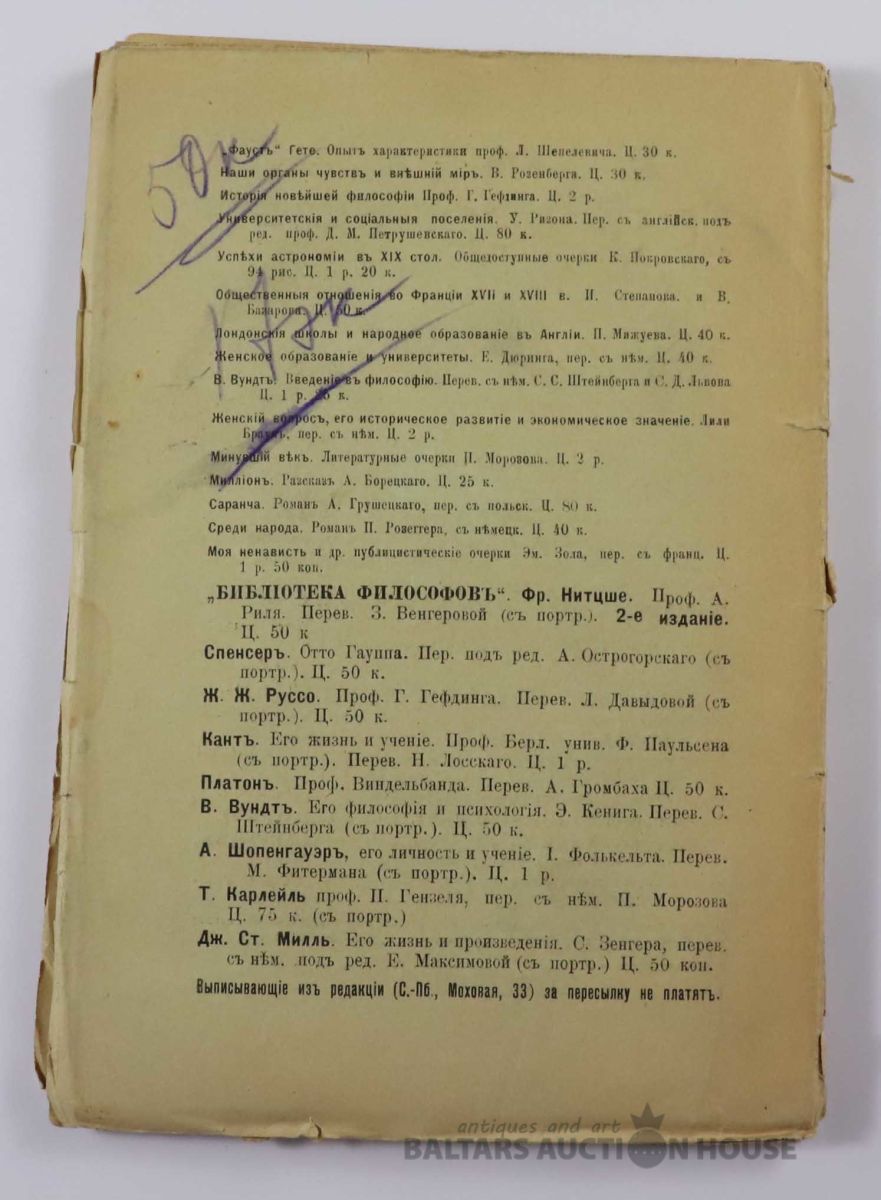 „Фаустъ“ Гете. Опытъ характеристики проф. Л. Шепелевича. Ц. 30 к.
Наши органы чувствъ и внѣшній міръ. В. Розенберга. Ц. 30 к.
Исторія новѣйшей философіи Проф. Г. Гефдинга. Ц. 2 р.
Университетскія и соціальныя поселенія. У. Ригона. Пер. съ англійск. подъ
ред. проф. Д. М. Петрушевскаго. Ц. 80 к.
Успѣхи астрономіи въ XIX стол. Общедоступные очерки К. Покровскаго, съ
94 рис. Ц. 1 р. 20 к.
Общественныя отношенія во Франціи XVII и XVIII в. И. Степанова. и В.
Базарова. Ц. 50 к.
Лондонскія школы и народное образованіе въ Англіи. П. Мижуева. Ц. 40 к.
Женское образованіе и университеты. Е. Дюринга, пер. съ нѣм. Ц. 40 к.
В. Вундтъ. Введеніе въ философію. Перев. съ нѣм. С. С. Штейнберга и С. Д. Львова
Ц. 1 р. к.
Женскій вопросъ, его историческое развитіе и экономическое значеніе. Лили
Браунъ, пер. съ нѣм. Ц. 2 р.
Минувшій вѣкъ. Литературные очерки П. Морозова. Ц. 2 р.
Милліонъ. Разсказъ А. Борецкаго. Ц. 25 к.
Саранча. Романъ А. Грушецкаго, пер. съ польск. Ц. 80 к.
Среди народа. Романъ П. Розеггера, съ нѣмецк. Ц. 40 к.
Моя ненависть и др. публицистическіе очерки Эм. Зола, пер. съ франц. Ц.
1 р. 50 коп.
„БИБЛІОТЕКА ФИЛОСОФОВЪ“. Фр. Нитцше. Проф. А.
Риля. Перев. З. Венгеровой (съ портр.). 2-е изданіе.
Ц. 50 к
Спенсеръ. Отто Гауппа. Пер. подъ ред. А. Острогорскаго (съ
портр.). Ц. 50 к.
Ж. Ж. Руссо. Проф. Г. Гефдинга. Перев. Л. Давыдовой (съ
портр.). Ц. 50 к.
Кантъ. Его жизнь и ученіе. Проф. Берл. унив. Ф. Паульсена
(съ портр.). Перев. Н. Лосскаго. Ц. 1 р.
Платонъ. Проф. Виндельбанда. Перев. А. Громбаха Ц. 50 к.
В. Вундтъ. Его философія и психологія. Э. Кенига. Перев. С.
Штейнберга (съ портр.). Ц. 50 к.
А. Шопенгауэръ, его личность и ученіе. І. Фолькельта. Перев.
М. Фитермана (съ портр.). Ц. 1 р.
Т. Карлейль проф. П. Гензеля, пер. съ нѣм. П. Морозова
Ц. 75 к. (съ портр.)
Дж. Ст. Милль. Его жизнь и произведенія. С. Зенгера, перев.
съ нѣм. подъ ред. Е. Максимовой (съ портр.) Ц. 50 коп.
Выписывающіе изъ редакціи (С.-Пб., Моховая, 33) за пересылку не платятъ.
antiques and art
BALTARS AUCTION HOUSE